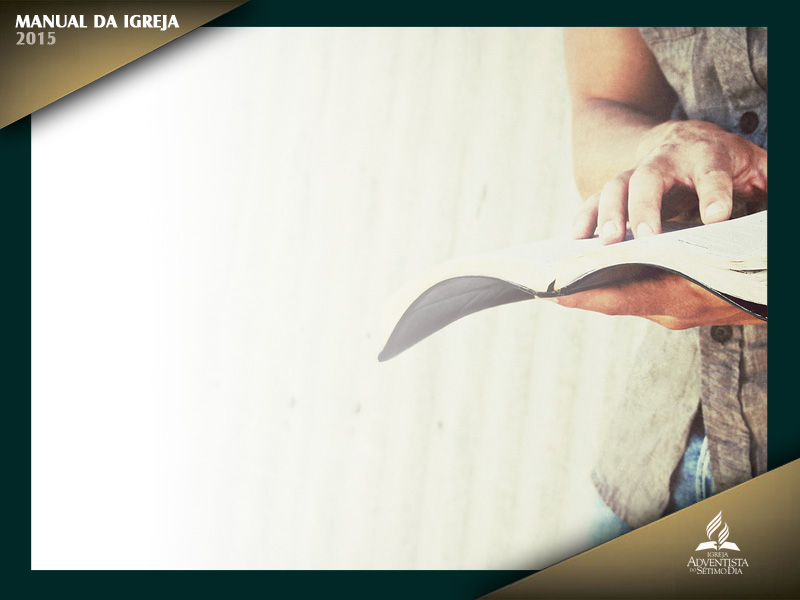 MANUAL DA IGREJA
2015
IGREJA
ADVENTISTA
DO SÉTIMO DIA